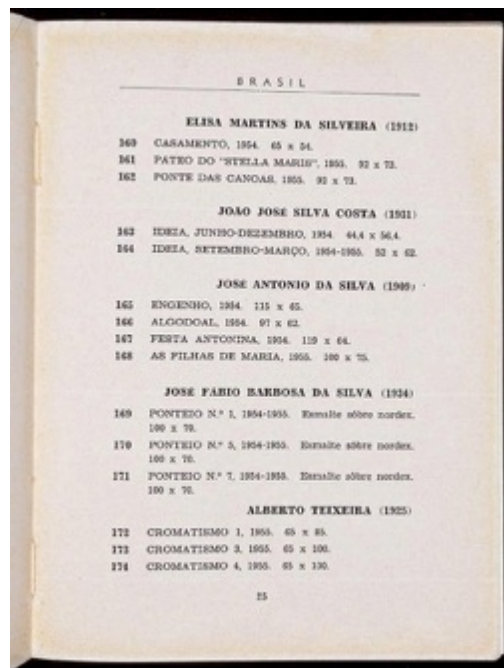 BRASIL
ELISA MARTINS DA SILVEIRA (1912)
160 CASAMENTO, 1954. 65 x 54.
161 PATEO DO "STELLA MARIS", 1955. 92 x 73.
162 PONTE DAS CANOAS, 1955. 92 x 73.
JOÃO JOSÉ SILVA COSTA (1931)
163 IDEIA, JUNHO-DEZEMBRO, 1954. 44,4 x 56,4.
164 IDEIA, SETEMBRO-MARÇO, 1954-1955. 52 x 62.
JOSÉ ANTONIO DA SILVA (1909)
165 ENGENHO, 1954. 115 x 65.
166 ALGODOAL, 1954. 97 x 62.
167 FESTA ANTONINA, 1954. 119 x 64.
168 AS FILHAS DE MARIA, 1955. 100 x 75.
JOSÉ FÁBIO BARBOSA DA SILVA (1934)
169 PONTEIO N.º 1, 1954-1955. Esmalte sôbre nordex.
100 x 70.
170 PONTEIO N.º 5, 1954-1955. Esmalte sôbre nordex.
100 x 70.
171 PONTEIO N.º 7, 1954-1955. Esmalte sôbre nordex.
100 x 70.
ALBERTO TEIXEIRA (1925)
172 CROMATISMO 1, 1955. 65 x 85.
173 CROMATISMO 3, 1955. 65 x 100.
174 CROMATISMO 4, 1955. 65 x 130.
25